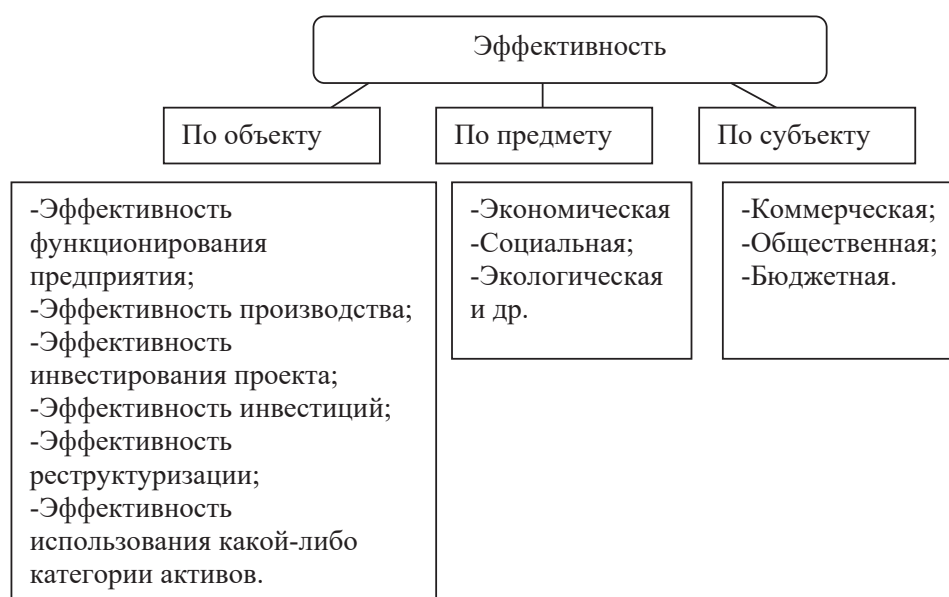 Эффективность
По объекту
По предмету
По субъекту
-Эффективность
функционирования
предприятия;
-Эффективность производства;
-Эффективность
инвестирования проекта;
-Эффективность инвестиций;
-Эффективность
реструктуризации;
-Эффективность
использования какой-либо
категории активов.
-Экономическая
-Социальная;
-Экологическая
и др.
-Коммерческая;
-Общественная;
-Бюджетная.